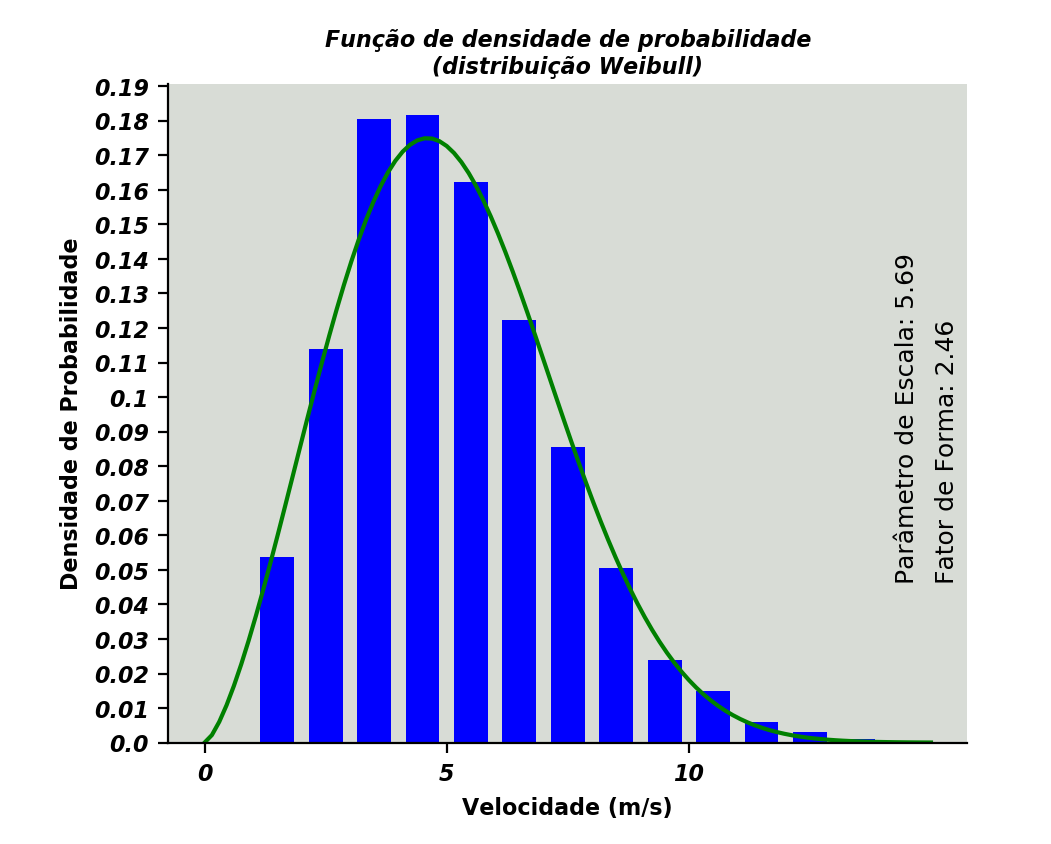 Função de densidade de probabilidade
(distribuição Weibull)
0.19
0.18
0.17
0.16
0.15
0.14
0.13
0.12
0.11
0.1
0.09
0.08
0.07
0.06
0.05
0.04
0.03
0.02
0.01
0.0
Densidade de Probabilidade
Parâmetro de Escala: 5.69
Fator de Forma: 2.46
0 5 10
Velocidade (m/s)